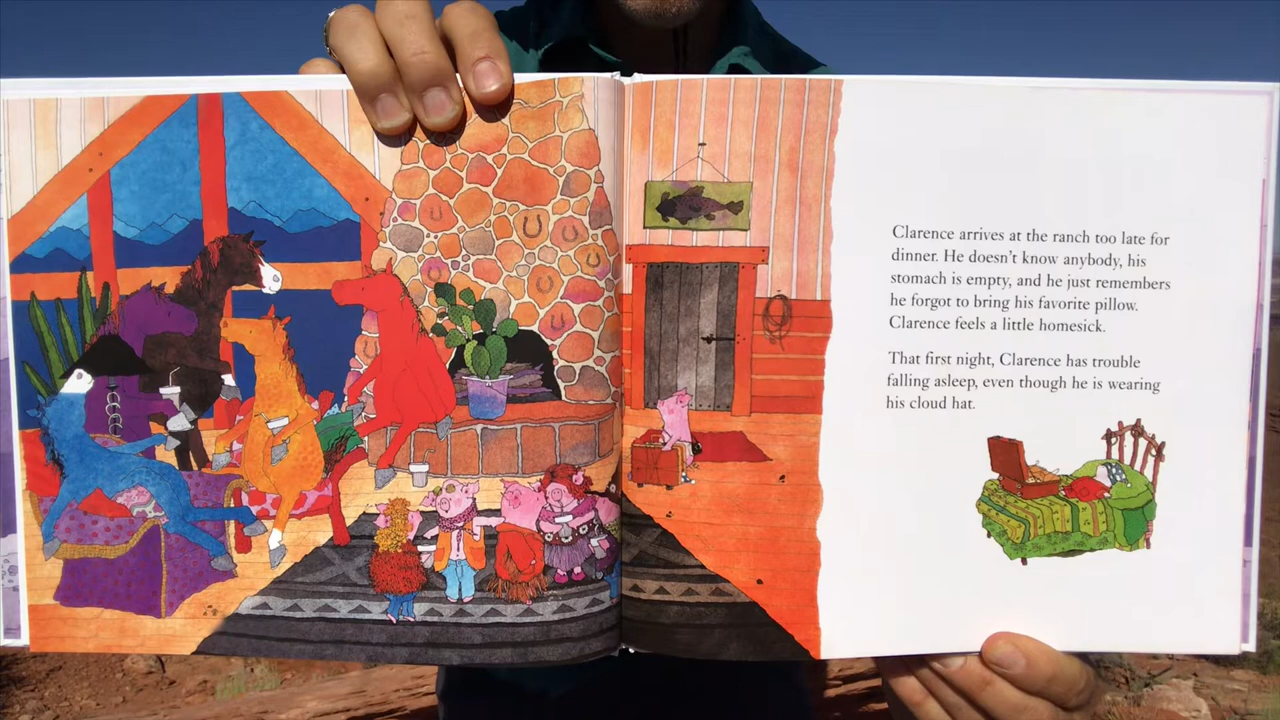 Clarence arrives at the ranch too late for
dinner. He doesn't know anybody, his
stomach is empty, and he just remembers
he forgot to bring his favorite pillow.
Clarence feels a little homesick.
That first night, Clarence has trouble
falling asleep, even though he is wearing
his cloud hat.